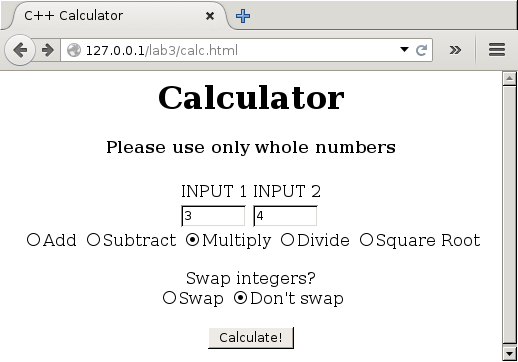 C++ Calculator
127.0.0.1/lab3/calc.html
Calculator
Please use only whole numbers
INPUT 1 INPUT 2
3 4
Add Subtract Multiply Divide Square Root
Swap integers?
Swap Don't swap
Calculate!